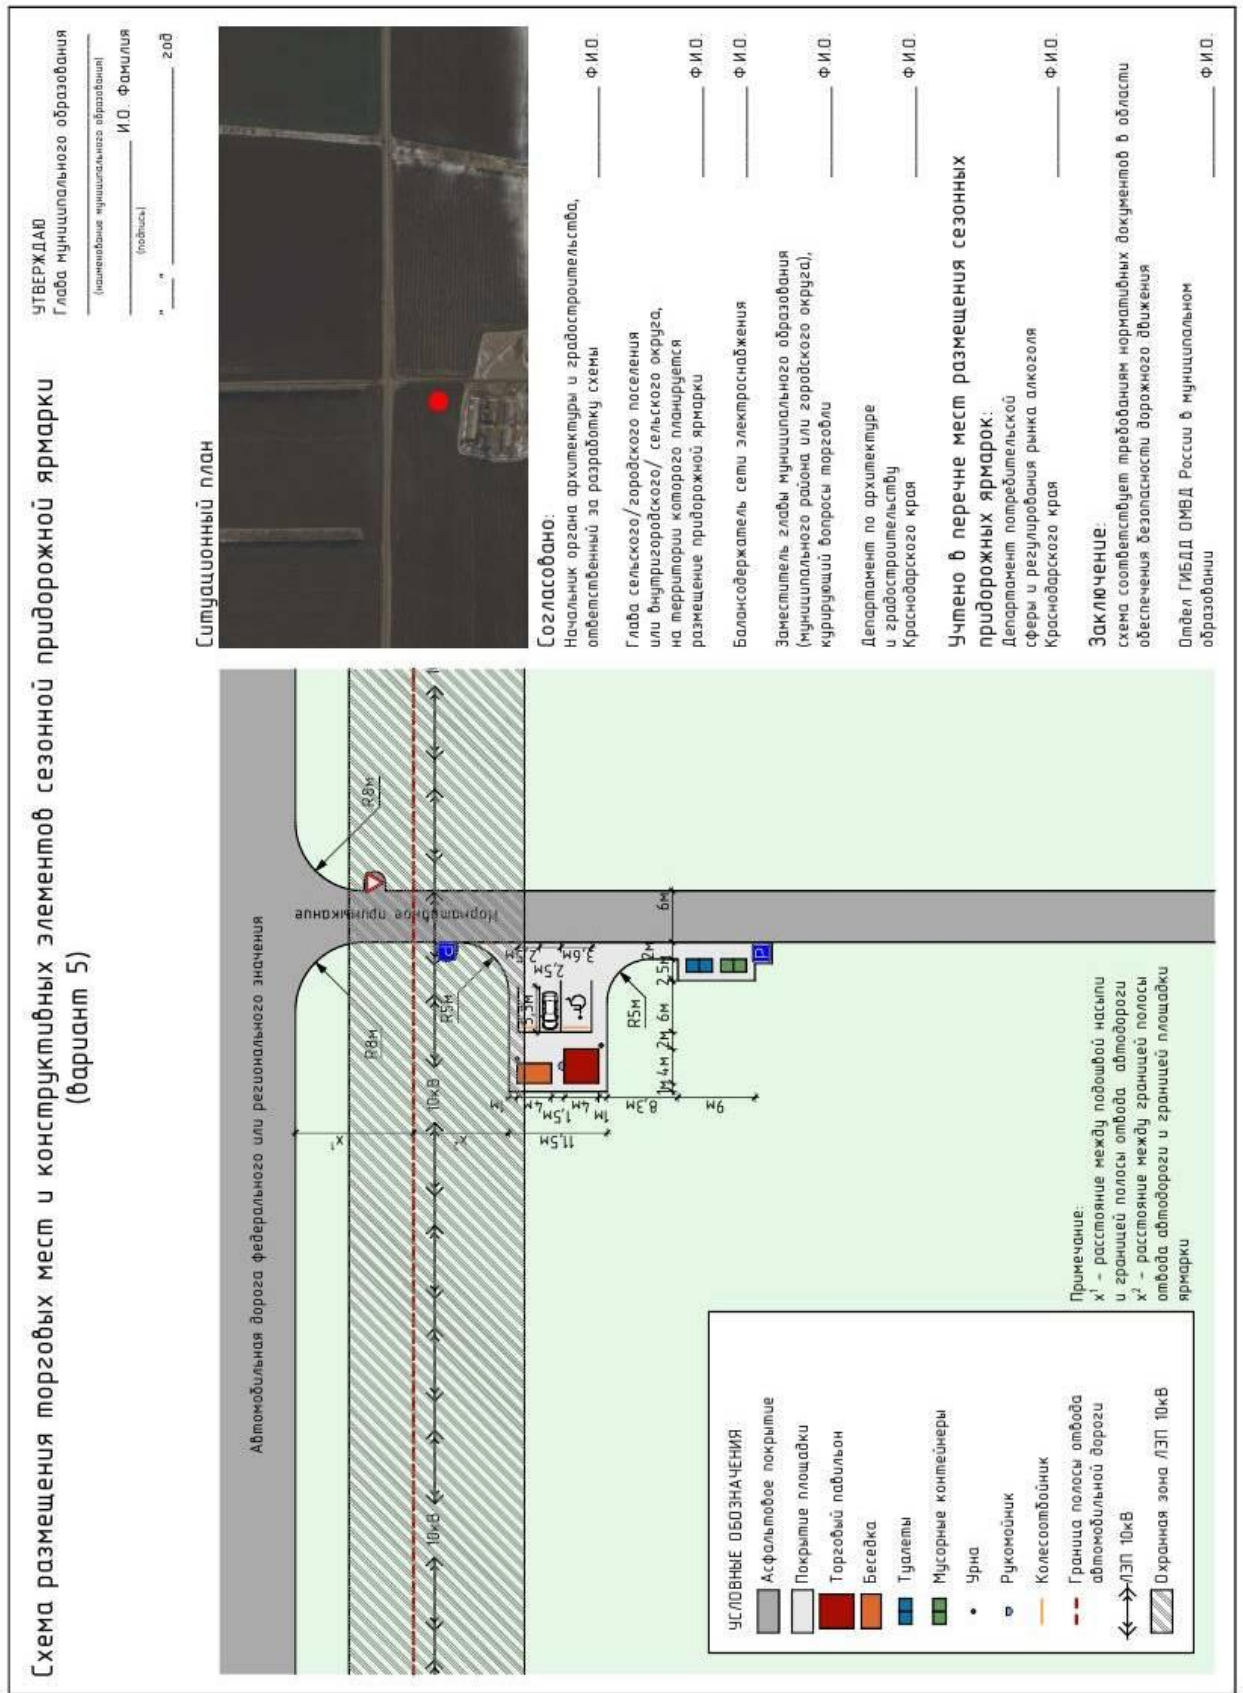 Схема размещения торговых мест и конструктивных элементов сезонной придорожной ярмарки
(вариант 5)
УТВЕРЖДАЮ
Глава муниципального образования
(наименование муниципального образования)
И.О. Фамилия
(подпись)
" " 20д
Автомобильная дорога федерального или регионального значения
Нормативное примыкание
R8м
R8м
10кВ
10кВ
x¹
x²
R5м
R5м
P
P
2,5м
2,5м
3,6м
5,3м
2м
6м
1м
4м
1,5м
4м
1м
11,5м
8,3м
9м
1м
4м
2м
6м
2,5м
Примечание:
x¹ - расстояние между подошвой насыпи
и границей полосы отвода автодороги
x² - расстояние между границей полосы
отвода автодороги и границей площадки
ярмарки
УСЛОВНЫЕ ОБОЗНАЧЕНИЯ
Асфальтовое покрытие
Покрытие площадки
Торговый павильон
Беседка
Туалеты
Мусорные контейнеры
Урна
Рукомойник
Колесоотбойник
Граница полосы отвода
автомобильной дороги
ЛЭП 10кВ
Охранная зона ЛЭП 10кВ
Ситуационный план
Согласовано:
Начальник органа архитектуры и градостроительства,
ответственный за разработку схемы Ф.И.О.
Глава сельского/городского поселения
или внутригородского/ сельского округа,
на территории которого планируется
размещение придорожной ярмарки Ф.И.О.
Балансодержатель сети электроснабжения Ф.И.О.
Заместитель главы муниципального образования
(муниципального района или городского округа),
курирующий вопросы торговли Ф.И.О.
Департамент по архитектуре
и градостроительству
Краснодарского края Ф.И.О.
Учтено в перечне мест размещения сезонных
придорожных ярмарок:
Департамент потребительской
сферы и регулирования рынка алкоголя
Краснодарского края Ф.И.О.
Заключение:
схема соответствует требованиям нормативных документов в области
обеспечения безопасности дорожного движения
Отдел ГИБДД ОМВД России в муниципальном
образовании Ф.И.О.